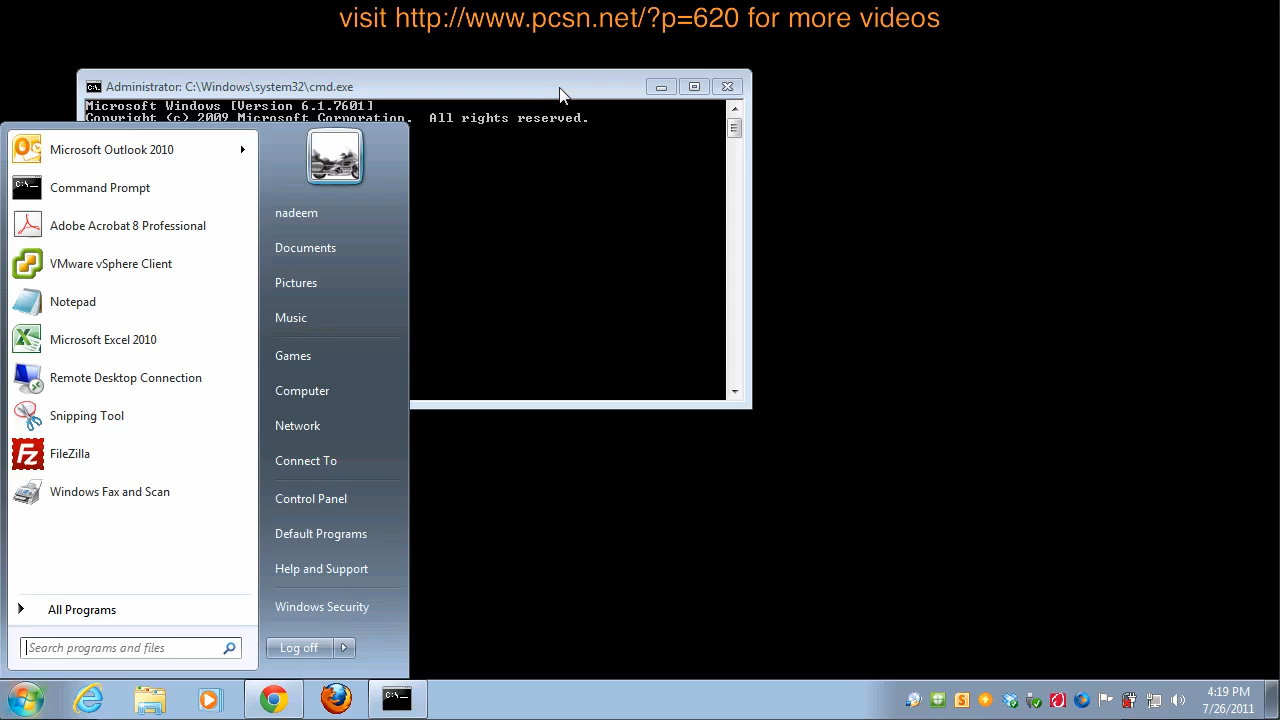 visit http://www.pcsn.net/?p=620 for more videos
Administrator: C:\Windows\system32\cmd.exe
Microsoft Windows [Version 6.1.7601]
Copyright (c) 2009 Microsoft Corporation.  All rights reserved.
Microsoft Outlook 2010
Command Prompt
Adobe Acrobat 8 Professional
VMware vSphere Client
Notepad
Microsoft Excel 2010
Remote Desktop Connection
Snipping Tool
FileZilla
Windows Fax and Scan
All Programs
Search programs and files
nadeem
Documents
Pictures
Music
Games
Computer
Network
Connect To
Control Panel
Default Programs
Help and Support
Windows Security
Log off
4:19 PM
7/26/2011